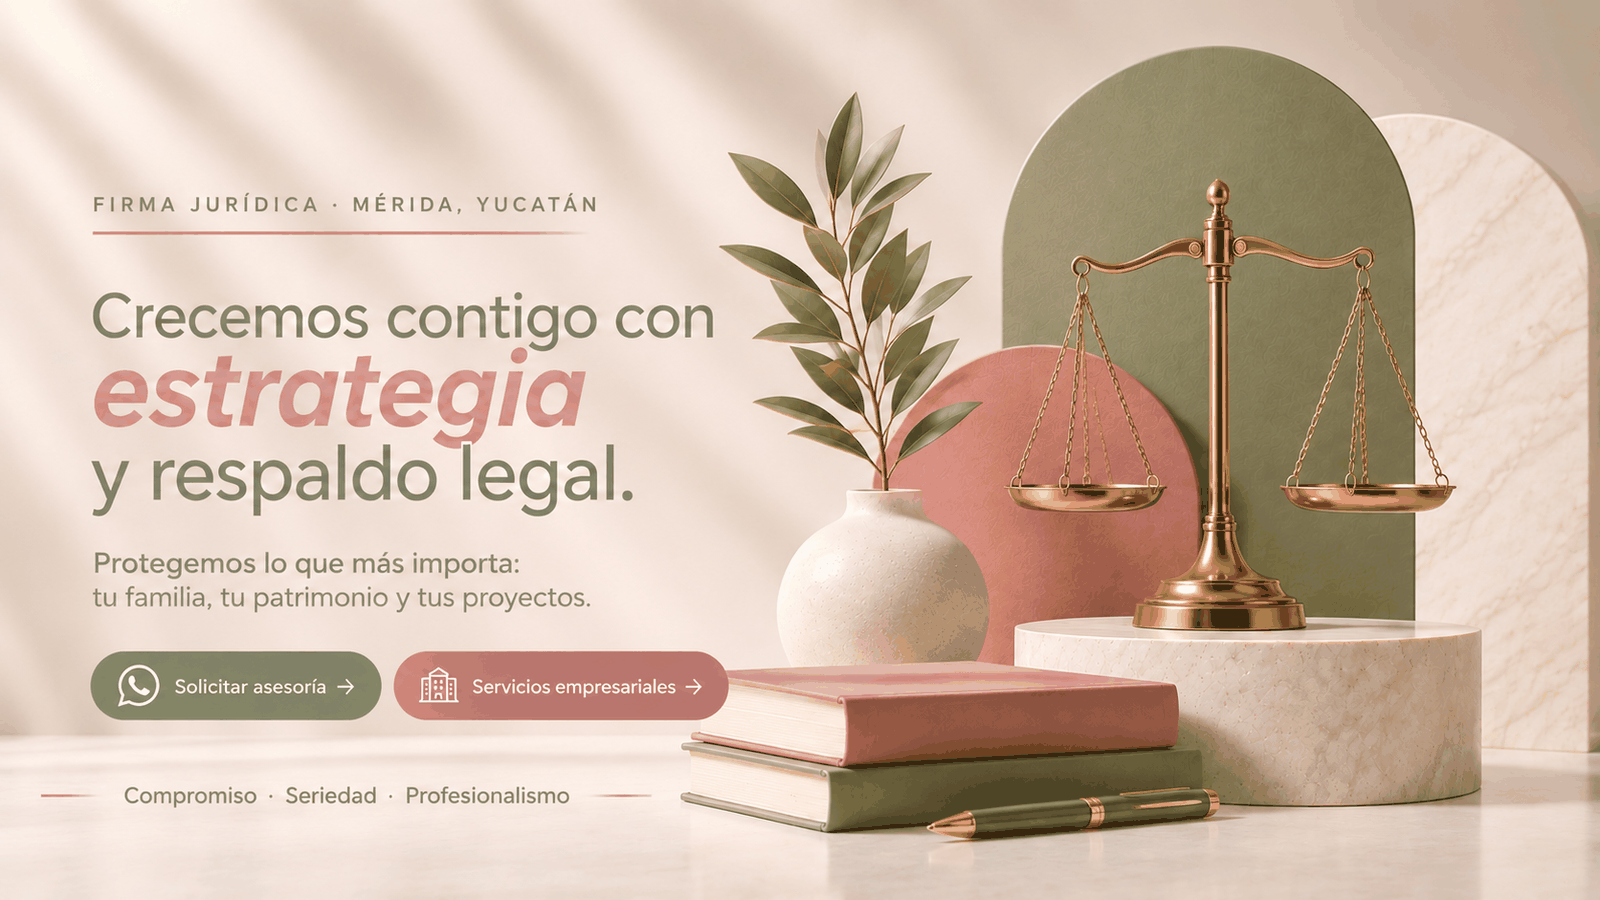 FIRMA JURÍDICA · MÉRIDA, YUCATÁN
Crecemos contigo con
estrategia
y respaldo legal.
Protegemos lo que más importa:
tu familia, tu patrimonio y tus proyectos.
Solicitar asesoría →
Servicios empresariales →
Compromiso · Seriedad · Profesionalismo